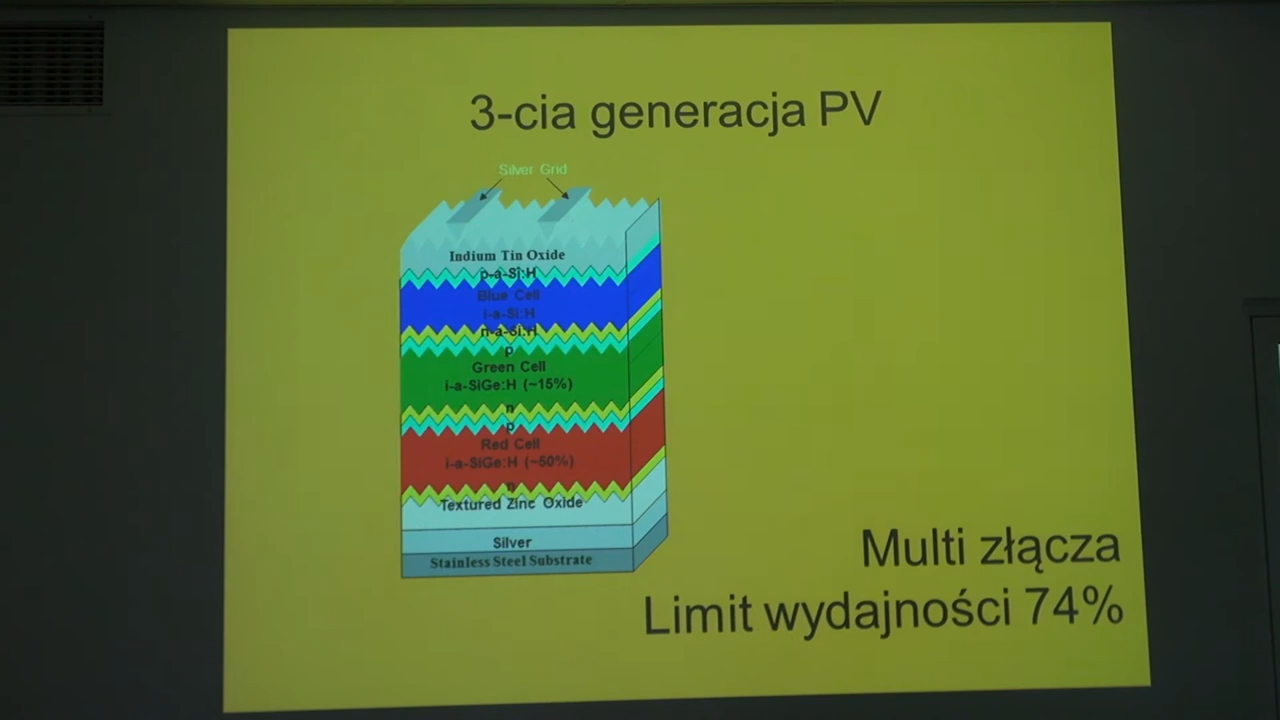 3-cia generacja PV
Silver Grid
Indium Tin Oxide
p-a-Si:H
Blue Cell
i-a-Si:H
n-a-Si:H
p
Green Cell
i-a-SiGe:H (~15%)
n
p
Red Cell
i-a-SiGe:H (~50%)
n
Textured Zinc Oxide
Silver
Stainless Steel Substrate
Multi złącza
Limit wydajności 74%